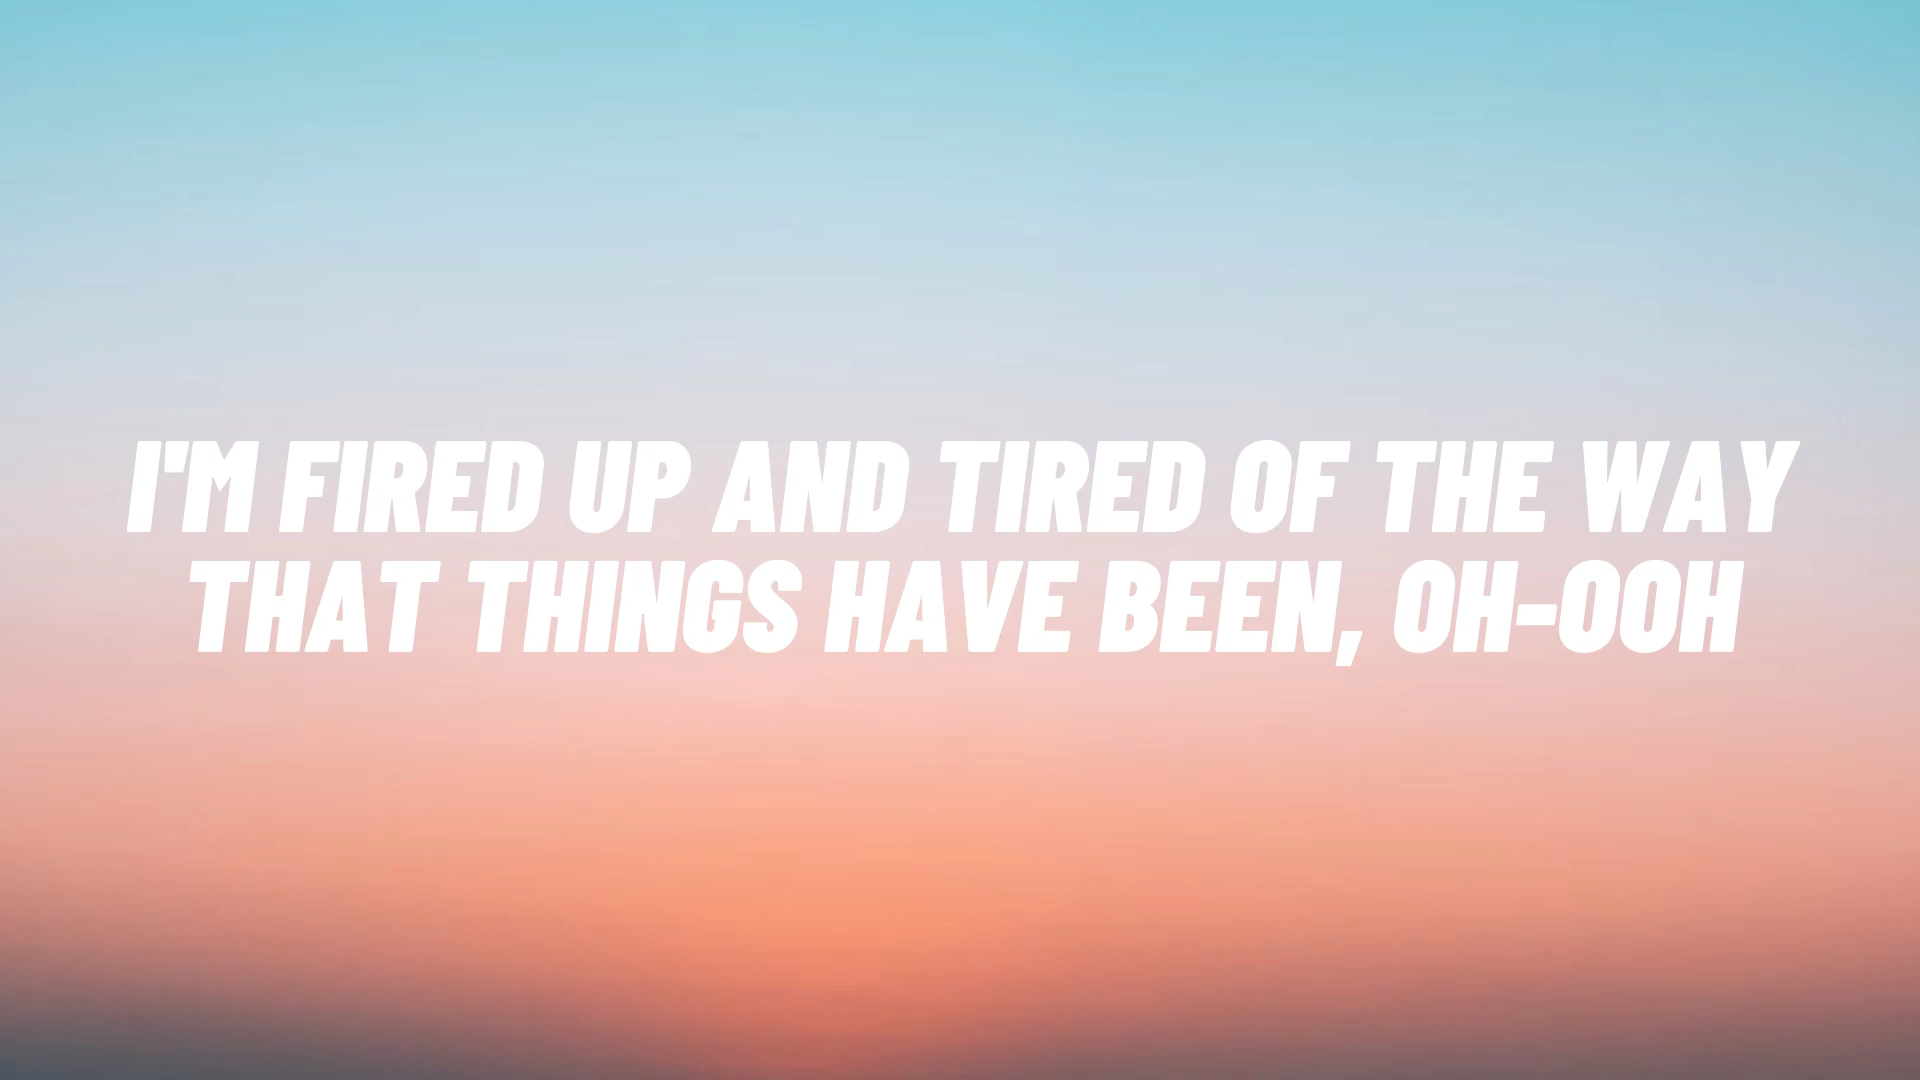 I'M FIRED UP AND TIRED OF THE WAY
THAT THINGS HAVE BEEN, OH-OOH